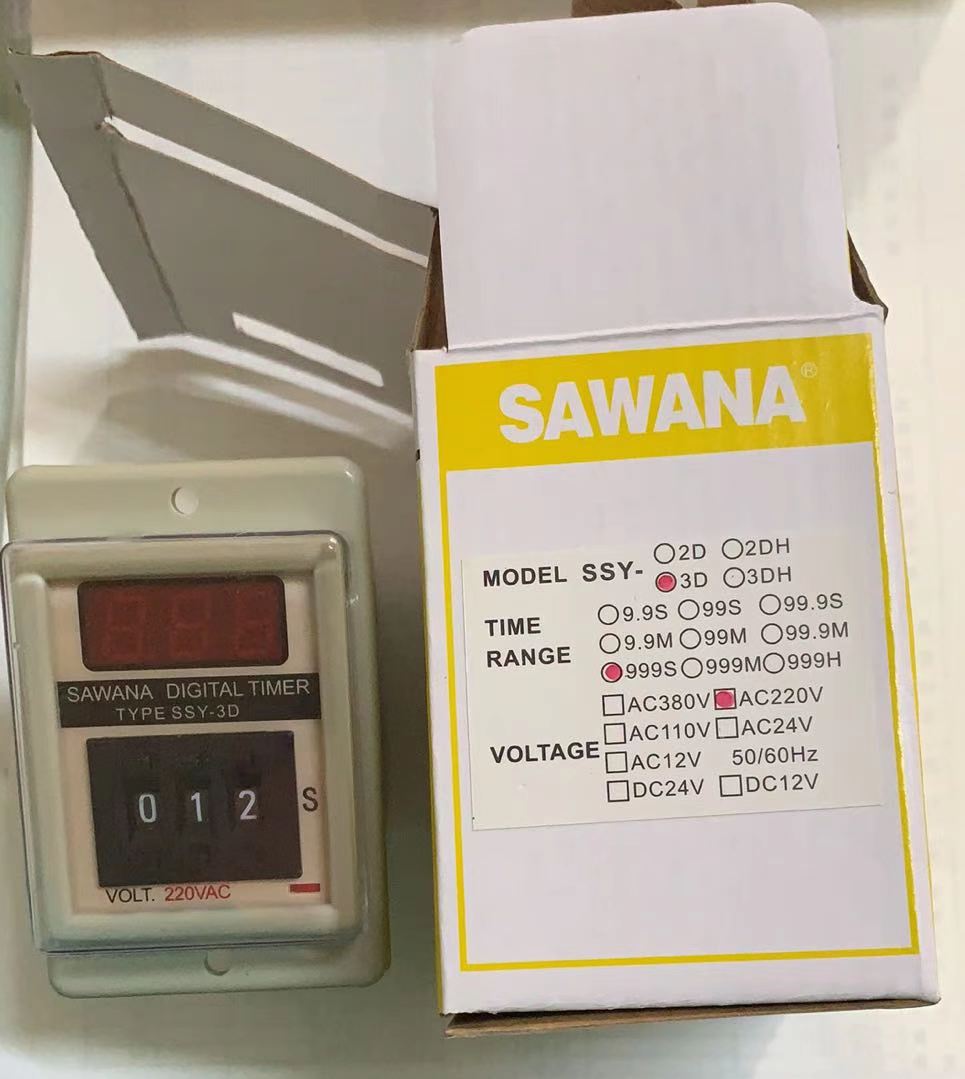 SAWANA®
MODEL SSY- ○2D ○2DH
●3D ○3DH
TIME RANGE ○9.9S ○99S ○99.9S
○9.9M ○99M ○99.9M
●999S ○999M ○999H
VOLTAGE □AC380V ■AC220V
□AC110V □AC24V
□AC12V 50/60Hz
□DC24V □DC12V
SAWANA DIGITAL TIMER
TYPE SSY-3D
0 1 2 S
VOLT. 220VAC